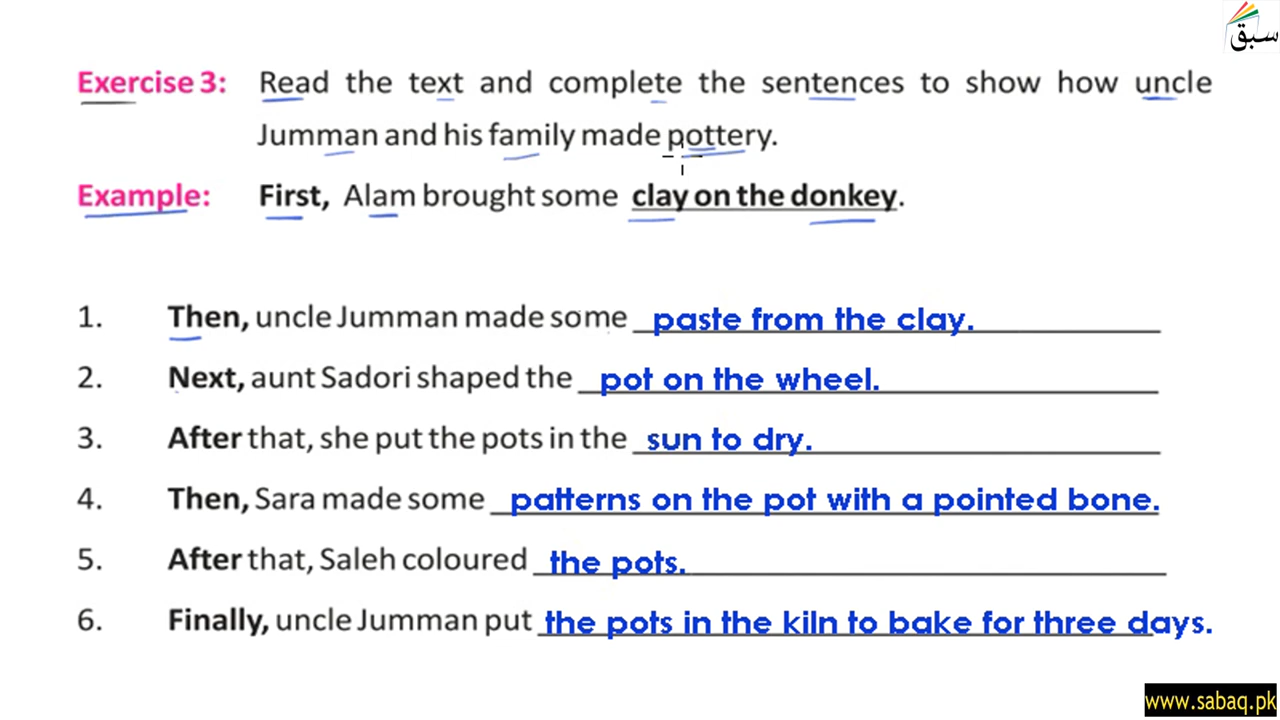 سبق
Exercise 3: Read the text and complete the sentences to show how uncle
Jumman and his family made pottery.
Example: First, Alam brought some clay on the donkey.
1. Then, uncle Jumman made some paste from the clay.
2. Next, aunt Sadori shaped the pot on the wheel.
3. After that, she put the pots in the sun to dry.
4. Then, Sara made some patterns on the pot with a pointed bone.
5. After that, Saleh coloured the pots.
6. Finally, uncle Jumman put the pots in the kiln to bake for three days.
www.sabaq.pk